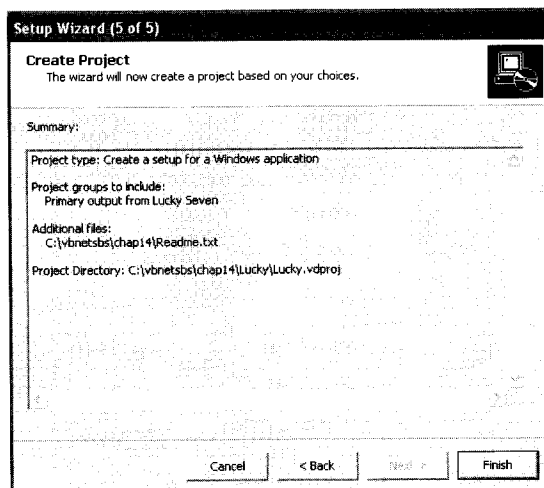 Setup Wizard (5 of 5)
Create Project
The wizard will now create a project based on your choices.
Summary:
Project type: Create a setup for a Windows application
Project groups to include:
Primary output from Lucky Seven
Additional files:
C:\vbnetsbs\chap14\Readme.txt
Project Directory: C:\vbnetsbs\chap14\Lucky\Lucky.vdproj
Cancel
< Back
Next >
Finish